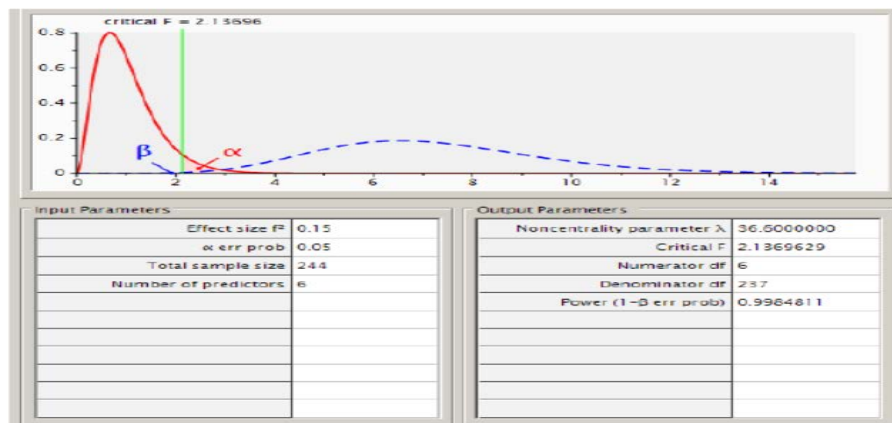 critical F = 2.13696
0.8
0.6
0.4
0.2
0
β
α
0 2 4 6 8 10 12 14
Input Parameters
Effect size f² 0.15
α err prob 0.05
Total sample size 244
Number of predictors 6
Output Parameters
Noncentrality parameter λ 36.6000000
Critical F 2.1369629
Numerator df 6
Denominator df 237
Power (1-β err prob) 0.9984811